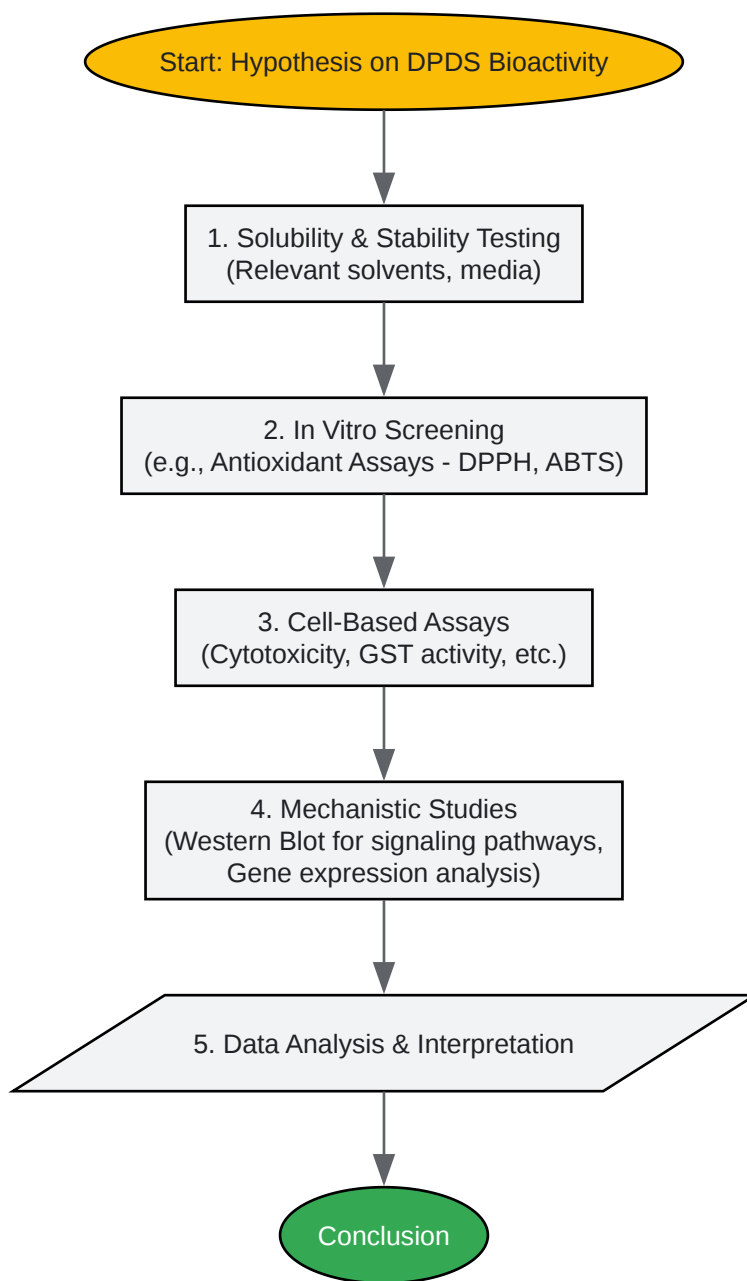 Start: Hypothesis on DPDS Bioactivity
1. Solubility & Stability Testing
(Relevant solvents, media)
2. In Vitro Screening
(e.g., Antioxidant Assays - DPPH, ABTS)
3. Cell-Based Assays
(Cytotoxicity, GST activity, etc.)
4. Mechanistic Studies
(Western Blot for signaling pathways,
Gene expression analysis)
5. Data Analysis & Interpretation
Conclusion